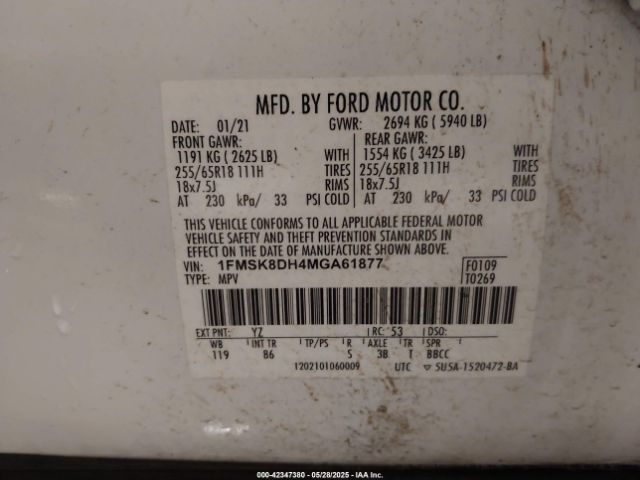 MFD. BY FORD MOTOR CO.
DATE: 01/21 GVWR: 2694 KG ( 5940 LB)
FRONT GAWR: REAR GAWR:
1191 KG ( 2625 LB) WITH 1554 KG ( 3425 LB) WITH
255/65R18 111H TIRES 255/65R18 111H TIRES
18x7.5J RIMS 18x7.5J RIMS
AT 230 kPa/ 33 PSI COLD AT 230 kPa/ 33 PSI COLD
THIS VEHICLE CONFORMS TO ALL APPLICABLE FEDERAL MOTOR
VEHICLE SAFETY AND THEFT PREVENTION STANDARDS IN
EFFECT ON THE DATE OF MANUFACTURE SHOWN ABOVE.
VIN: 1FMSK8DH4MGA61877 F0109
TYPE: MPV T0269
EXT PNT: YZ RC: 53 DSO:
WB INT TR TP/PS R AXLE TR SPR
119 86 S 3B T BBCC
1202101060009 UTC ▽ 5U5A-1520472-BA
000-42347380 - 05/28/2025 - IAA Inc.